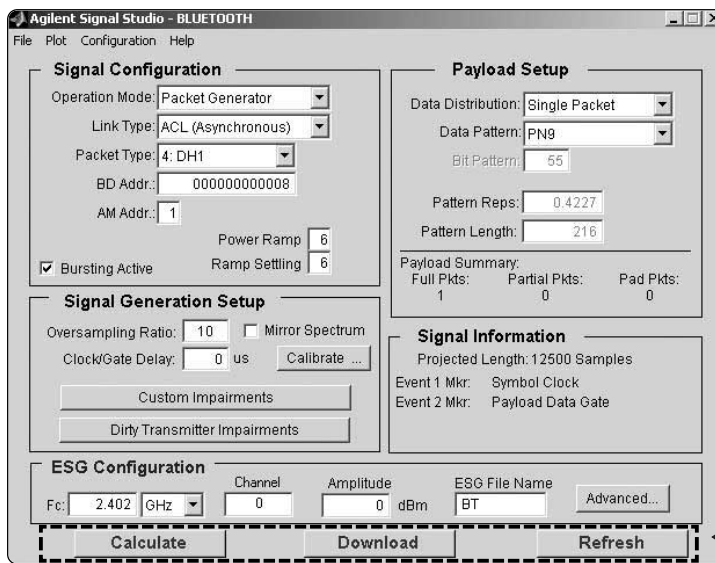 Agilent Signal Studio - BLUETOOTH
File Plot Configuration Help
Signal Configuration
Operation Mode: Packet Generator
Link Type: ACL (Asynchronous)
Packet Type: 4: DH1
BD Addr.: 000000000008
AM Addr.: 1
Power Ramp 6
Bursting Active Ramp Settling 6
Payload Setup
Data Distribution: Single Packet
Data Pattern: PN9
Bit Pattern: 55
Pattern Reps: 0.4227
Pattern Length: 216
Payload Summary:
Full Pkts: Partial Pkts: Pad Pkts:
1 0 0
Signal Generation Setup
Oversampling Ratio: 10 Mirror Spectrum
Clock/Gate Delay: 0 us Calibrate ...
Custom Impairments
Dirty Transmitter Impairments
Signal Information
Projected Length: 12500 Samples
Event 1 Mkr: Symbol Clock
Event 2 Mkr: Payload Data Gate
ESG Configuration
Channel Amplitude ESG File Name
Fc: 2.402 GHz 0 0 dBm BT Advanced...
Calculate Download Refresh